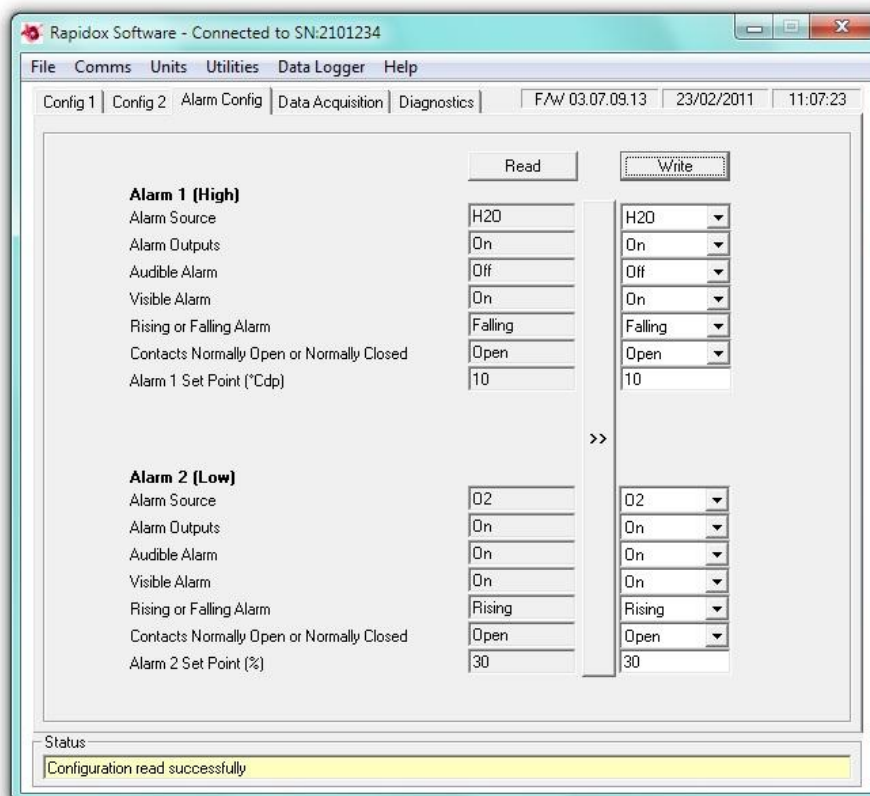 Rapidox Software - Connected to SN:2101234
File Comms Units Utilities Data Logger Help
Config 1 Config 2 Alarm Config Data Acquisition Diagnostics F/W 03.07.09.13 23/02/2011 11:07:23
Read Write
Alarm 1 (High)
Alarm Source H2O H2O
Alarm Outputs On On
Audible Alarm Off Off
Visible Alarm On On
Rising or Falling Alarm Falling Falling
Contacts Normally Open or Normally Closed Open Open
Alarm 1 Set Point (°Cdp) 10 10
>>
Alarm 2 (Low)
Alarm Source O2 O2
Alarm Outputs On On
Audible Alarm On On
Visible Alarm On On
Rising or Falling Alarm Rising Rising
Contacts Normally Open or Normally Closed Open Open
Alarm 2 Set Point (%) 30 30
Status
Configuration read successfully